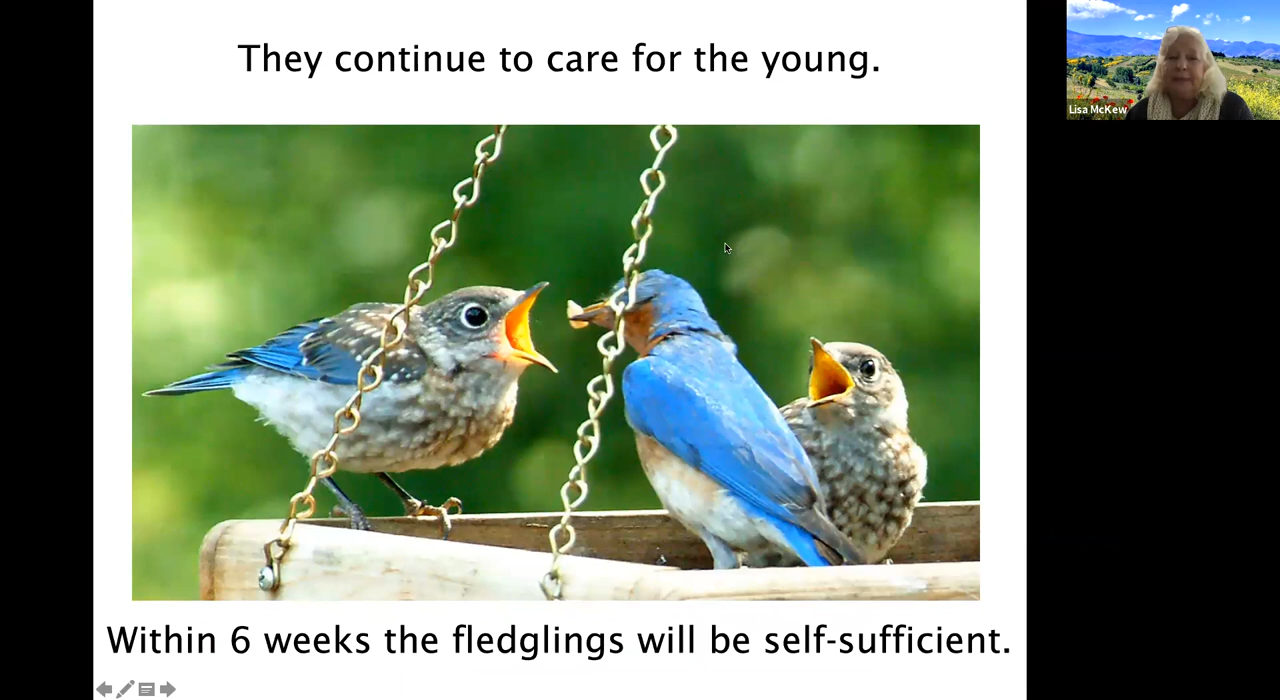 They continue to care for the young.
Lisa McKew
Within 6 weeks the fledglings will be self-sufficient.